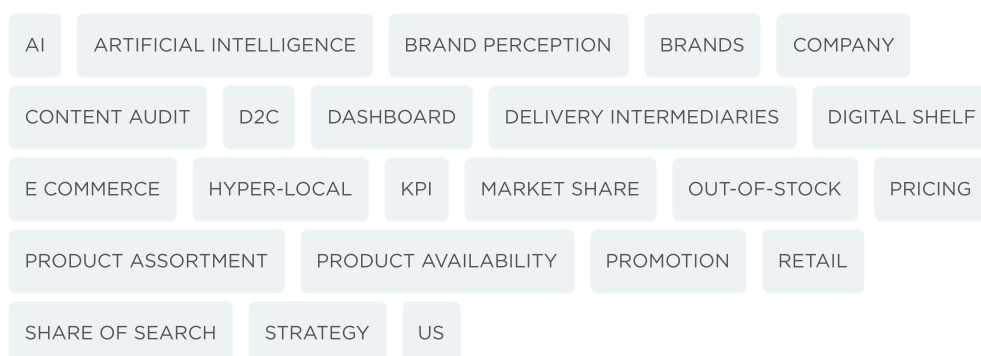 AI ARTIFICIAL INTELLIGENCE BRAND PERCEPTION BRANDS COMPANY
CONTENT AUDIT D2C DASHBOARD DELIVERY INTERMEDIARIES DIGITAL SHELF
E COMMERCE HYPER-LOCAL KPI MARKET SHARE OUT-OF-STOCK PRICING
PRODUCT ASSORTMENT PRODUCT AVAILABILITY PROMOTION RETAIL
SHARE OF SEARCH STRATEGY US